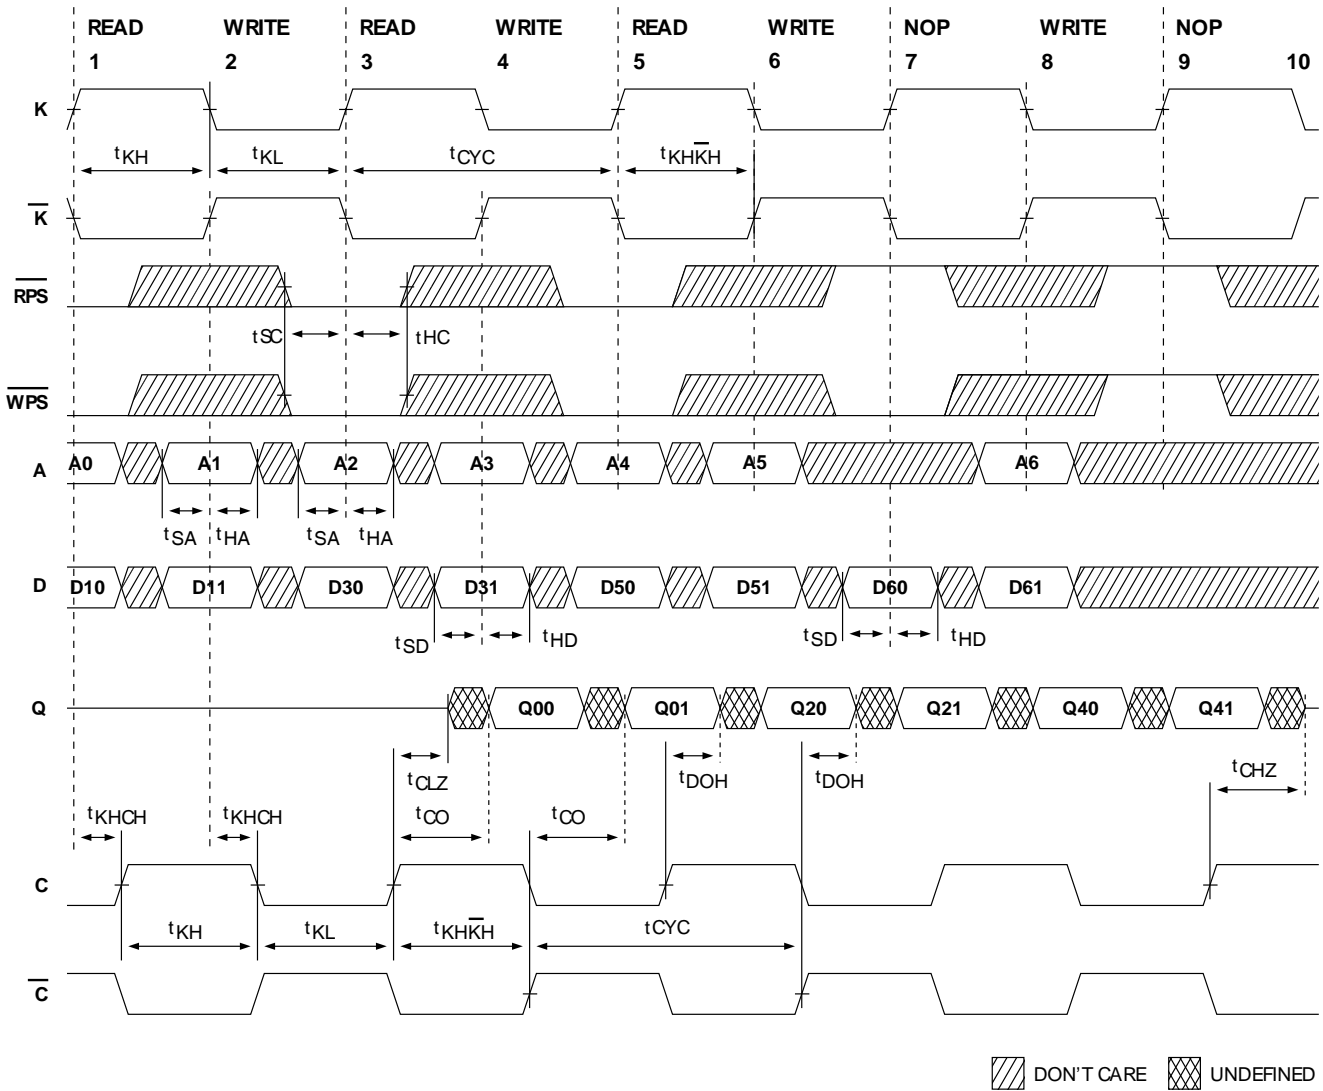 READ WRITE READ WRITE READ WRITE NOP WRITE NOP
1 2 3 4 5 6 7 8 9 10
K
tKH tKL tCYC tKHK̅H
K̅
R̅P̅S̅
tSC tHC
W̅P̅S̅
A A0 A1 A2 A3 A4 A5 A6
tSA tHA tSA tHA
D D10 D11 D30 D31 D50 D51 D60 D61
tSD tHD tSD tHD
Q Q00 Q01 Q20 Q21 Q40 Q41
tCLZ tDOH tDOH tCHZ
tKHCH tKHCH tCO tCO
C
tKH tKL tKHK̅H tCYC
C̅
DON'T CARE UNDEFINED